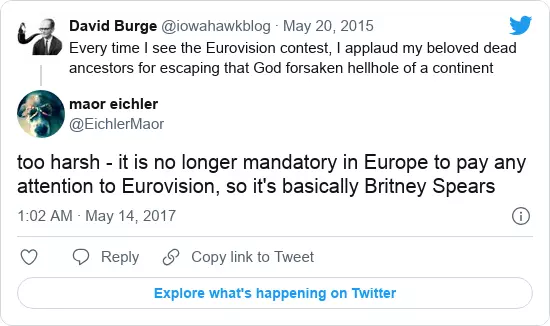 David Burge @iowahawkblog · May 20, 2015
Every time I see the Eurovision contest, I applaud my beloved dead
ancestors for escaping that God forsaken hellhole of a continent
maor eichler
@EichlerMaor
too harsh - it is no longer mandatory in Europe to pay any
attention to Eurovision, so it's basically Britney Spears
1:02 AM · May 14, 2017
Reply Copy link to Tweet
Explore what's happening on Twitter